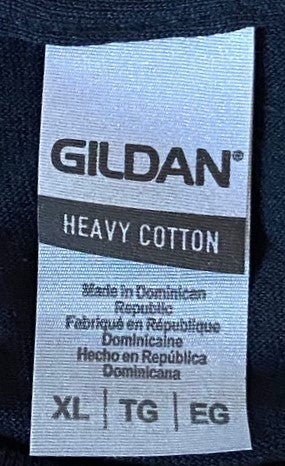 GILDAN®
HEAVY COTTON
Made in Dominican
Republic
Fabriqué en République
Dominicaine
Hecho en República
Dominicana
XL | TG | EG